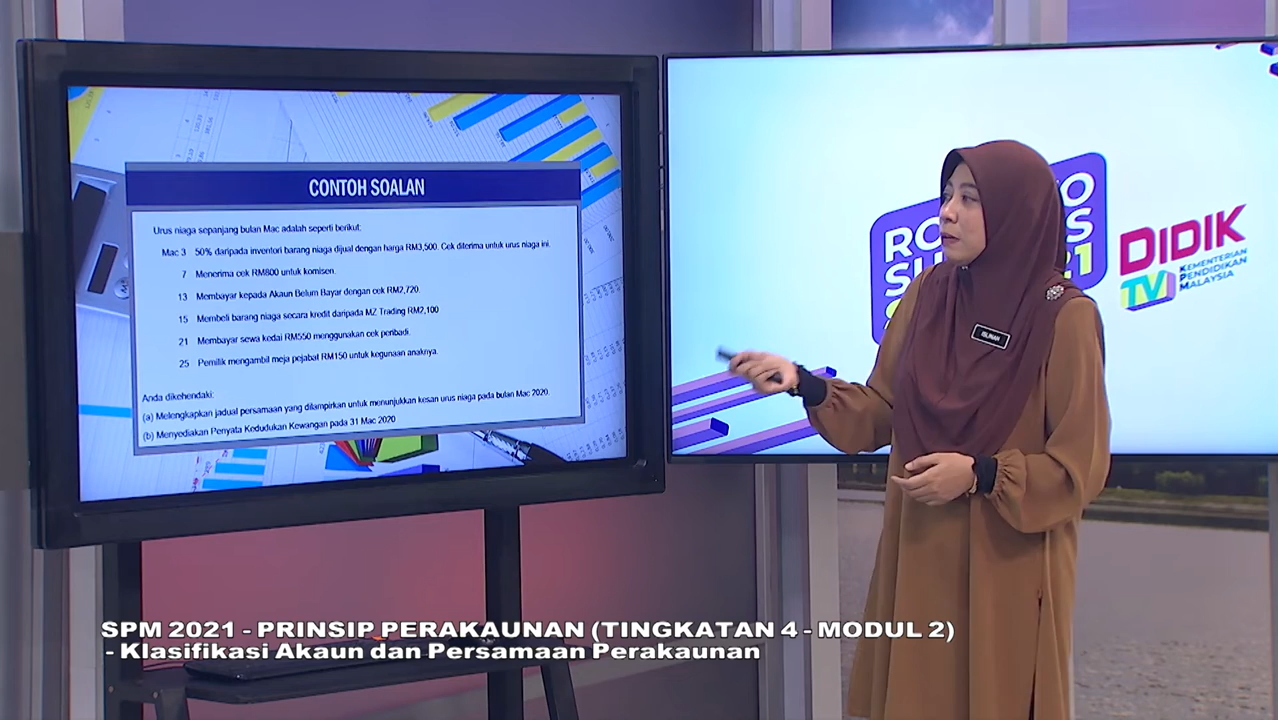 CONTOH SOALAN
Urus niaga sepanjang bulan Mac adalah seperti berikut:
Mac 3 50% daripada inventori barang niaga dijual dengan harga RM3,500. Cek diterima untuk urus niaga ini.
7 Menerima cek RM800 untuk komisen.
13 Membayar kepada Akaun Belum Bayar dengan cek RM2,720.
15 Membeli barang niaga secara kredit daripada MZ Trading RM2,100
21 Membayar sewa kedai RM550 menggunakan cek peribadi.
25 Pemilik mengambil meja pejabat RM150 untuk kegunaan anaknya.
Anda dikehendaki:
(a) Melengkapkan jadual persamaan yang dilampirkan untuk menunjukkan kesan urus niaga pada bulan Mac 2020.
(b) Menyediakan Penyata Kedudukan Kewangan pada 31 Mac 2020
DIDIK
TV
KEMENTERIAN
PENDIDIKAN
MALAYSIA
ISLINAH
SPM 2021 - PRINSIP PERAKAUNAN (TINGKATAN 4 - MODUL 2)
- Klasifikasi Akaun dan Persamaan Perakaunan